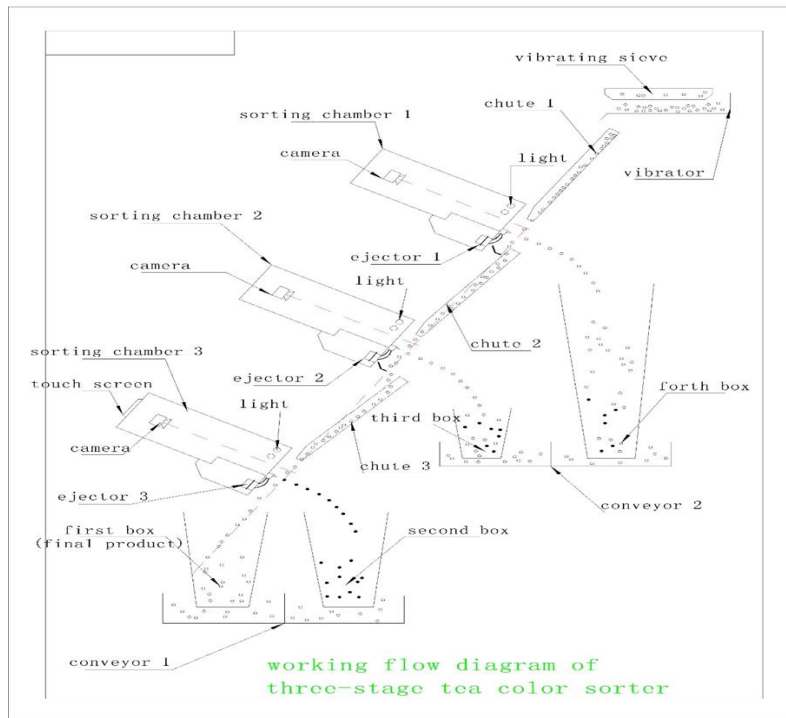 vibrating sieve
chute 1
sorting chamber 1
camera
light
vibrator
sorting chamber 2
ejector 1
camera
light
sorting chamber 3
chute 2
touch screen
ejector 2
light
forth box
third box
camera
chute 3
ejector 3
conveyor 2
first box
(final product)
second box
conveyor 1
working flow diagram of
three-stage tea color sorter